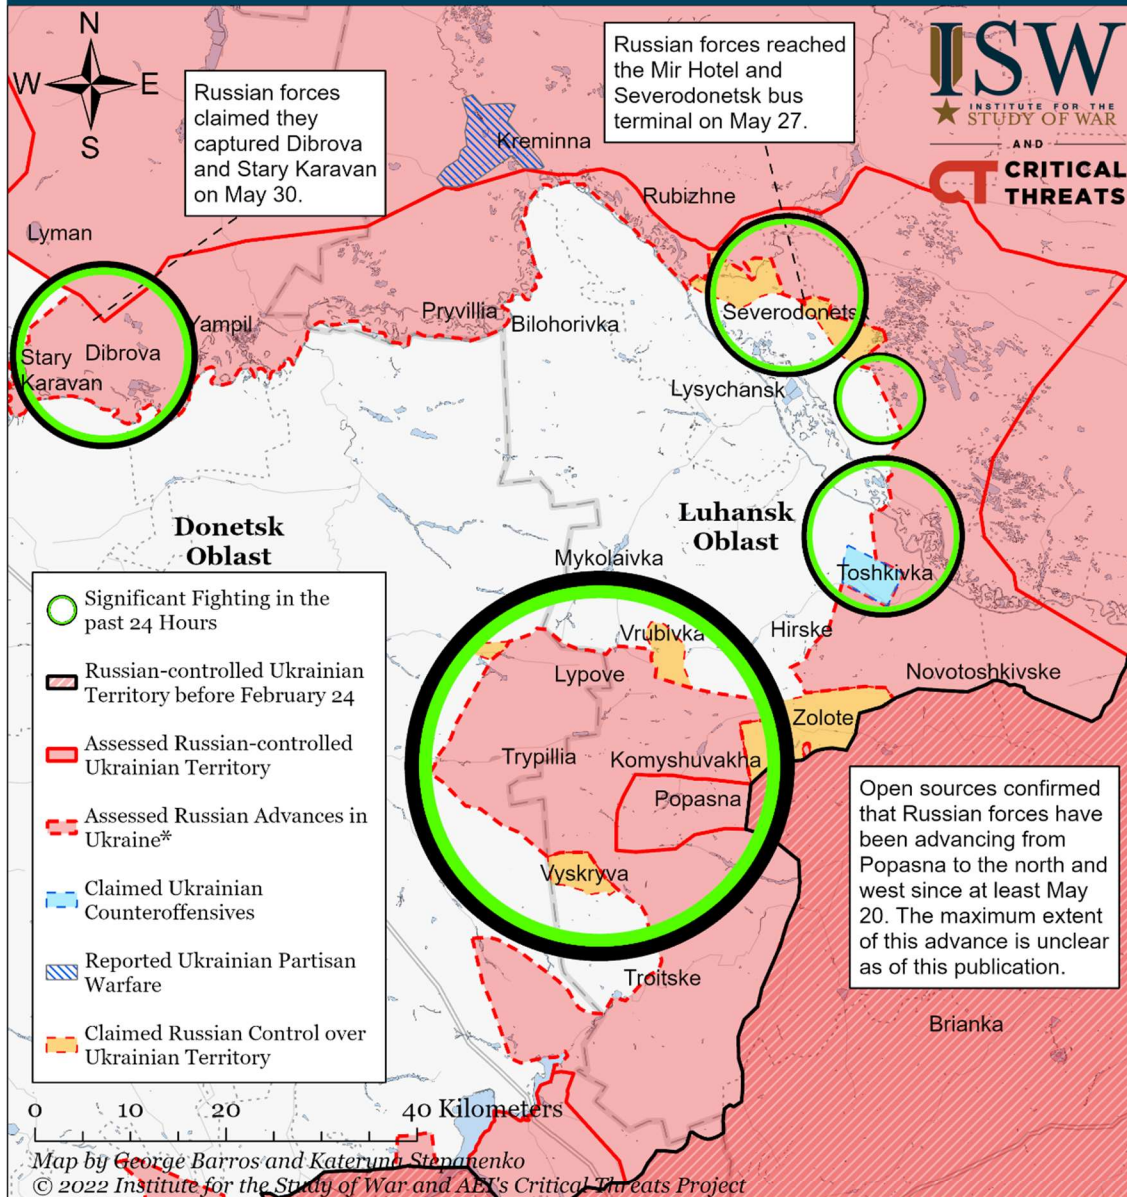 N
W E
S
Russian forces
claimed they
captured Dibrova
and Stary Karavan
on May 30.
Russian forces reached
the Mir Hotel and
Severodonetsk bus
terminal on May 27.
ISW
INSTITUTE FOR THE
STUDY OF WAR
AND
CT CRITICAL
THREATS
Kreminna
Rubizhne
Lyman
Severodonetsk
Pryvillia
Bilohorivka
Yampil
Stary
Karavan
Dibrova
Lysychansk
Donetsk
Oblast
Luhansk
Oblast
Mykolaivka
Toshkivka
Vrubivka
Hirske
Lypove
Novotoshkivske
Zolote
Trypillia
Komyshuvakha
Popasna
Vyskryva
Troitske
Brianka
Significant Fighting in the
past 24 Hours
Russian-controlled Ukrainian
Territory before February 24
Assessed Russian-controlled
Ukrainian Territory
Assessed Russian Advances in
Ukraine*
Claimed Ukrainian
Counteroffensives
Reported Ukrainian Partisan
Warfare
Claimed Russian Control over
Ukrainian Territory
Open sources confirmed
that Russian forces have
been advancing from
Popasna to the north and
west since at least May
20. The maximum extent
of this advance is unclear
as of this publication.
0 10 20 40 Kilometers
Map by George Barros and Kateryna Stepanenko
© 2022 Institute for the Study of War and AEI's Critical Threats Project